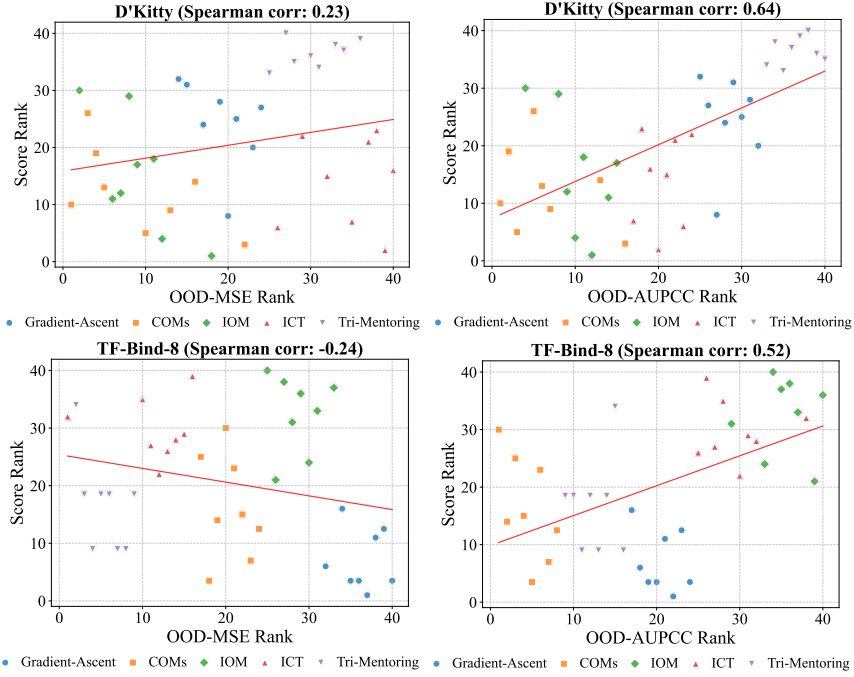 D'Kitty (Spearman corr: 0.23)
40
30
20
10
0
Score Rank
0 10 20 30 40
OOD-MSE Rank
Gradient-Ascent COMs IOM ICT Tri-Mentoring
D'Kitty (Spearman corr: 0.64)
40
30
20
10
0
Score Rank
0 10 20 30 40
OOD-AUPCC Rank
Gradient-Ascent COMs IOM ICT Tri-Mentoring
TF-Bind-8 (Spearman corr: -0.24)
40
30
20
10
0
Score Rank
0 10 20 30 40
OOD-MSE Rank
Gradient-Ascent COMs IOM ICT Tri-Mentoring
TF-Bind-8 (Spearman corr: 0.52)
40
30
20
10
0
Score Rank
0 10 20 30 40
OOD-AUPCC Rank
Gradient-Ascent COMs IOM ICT Tri-Mentoring